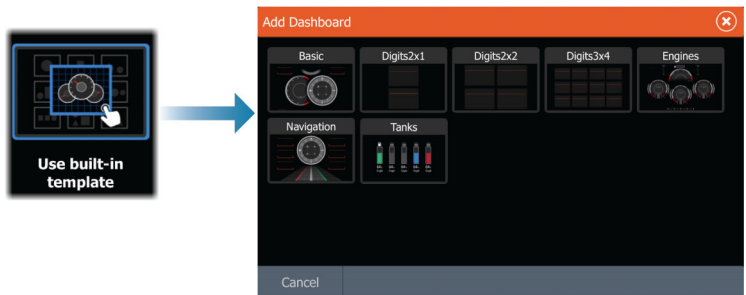 Use built-in
template
Add Dashboard
Basic
Digits2x1
Digits2x2
Digits3x4
Engines
Navigation
Tanks
Cancel